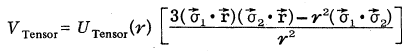 V_Tensor = U_Tensor(r) [ 3(σ⃗₁ · r⃗)(σ⃗₂ · r⃗) − r²(σ⃗₁ · σ⃗₂) / r² ]